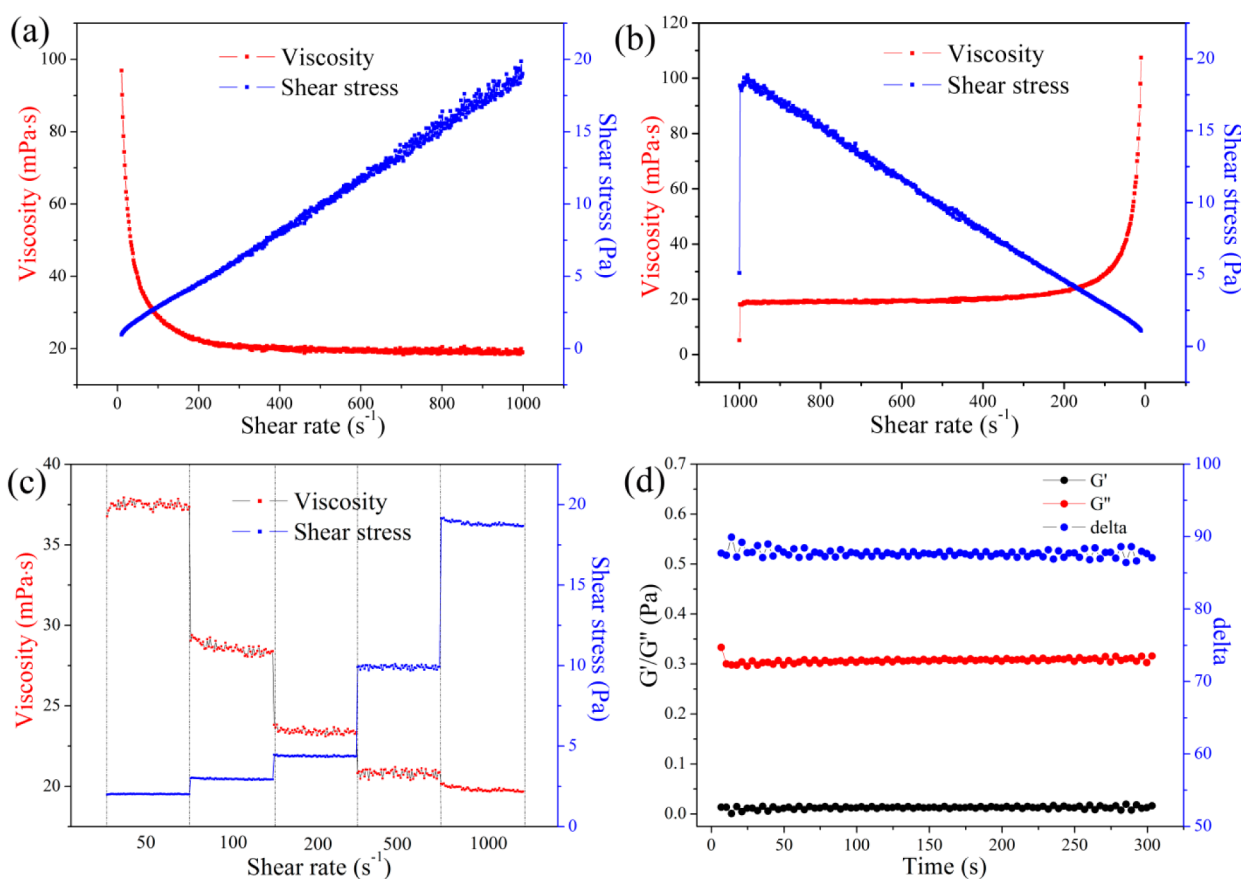 (a)
Viscosity
Shear stress
Viscosity (mPa·s)
100
80
60
40
20
20
15
10
5
0
Shear stress (Pa)
0 200 400 600 800 1000
Shear rate (s⁻¹)
(b)
Viscosity
Shear stress
Viscosity (mPa·s)
120
100
80
60
40
20
0
20
15
10
5
0
Shear stress (Pa)
1000 800 600 400 200 0
Shear rate (s⁻¹)
(c)
Viscosity
Shear stress
Viscosity (mPa·s)
40
35
30
25
20
20
15
10
5
0
Shear stress (Pa)
50 100 200 500 1000
Shear rate (s⁻¹)
(d)
G'
G"
delta
G'/G" (Pa)
0.7
0.6
0.5
0.4
0.3
0.2
0.1
0.0
100
90
80
70
60
50
delta
0 50 100 150 200 250 300
Time (s)